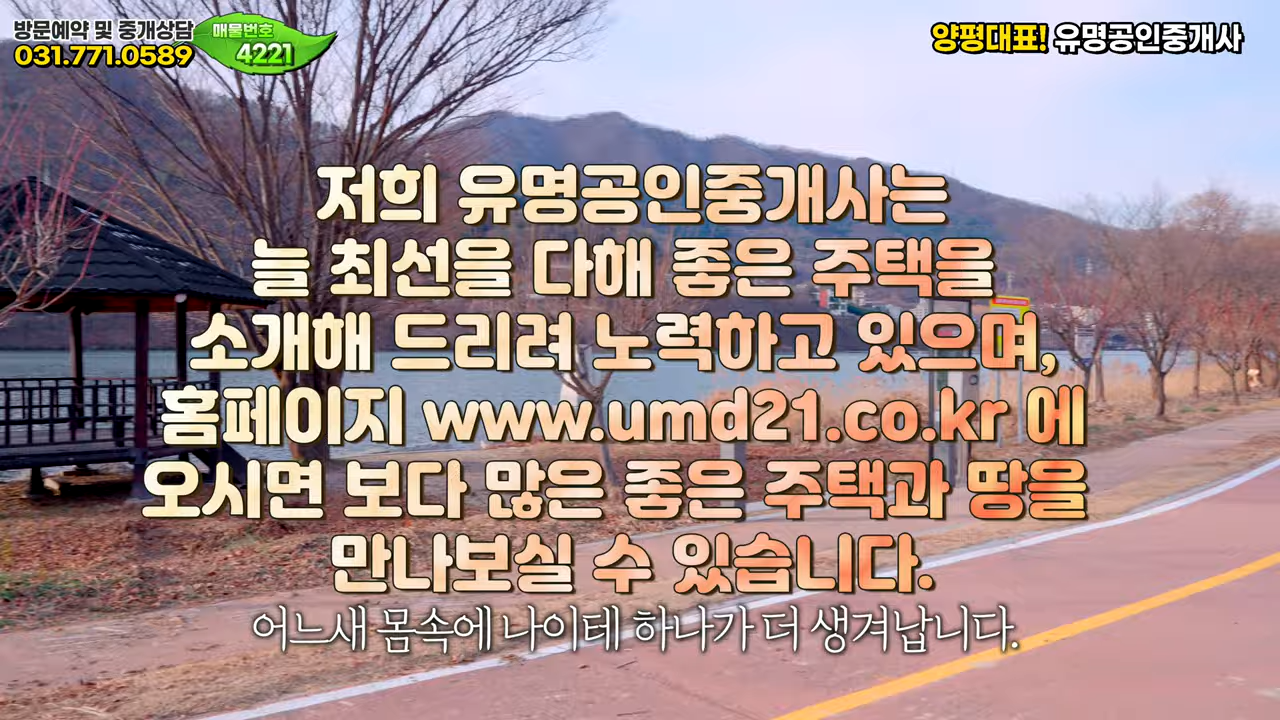 방문예약 및 중개상담
031.771.0589
매물번호
4221
양평대표! 유명공인중개사
저희 유명공인중개사는
늘 최선을 다해 좋은 주택을
소개해 드리려 노력하고 있으며,
홈페이지 www.umd21.co.kr 에
오시면 보다 많은 좋은 주택과 땅을
만나보실 수 있습니다.
어느새 몸속에 나이테 하나가 더 생겨납니다.